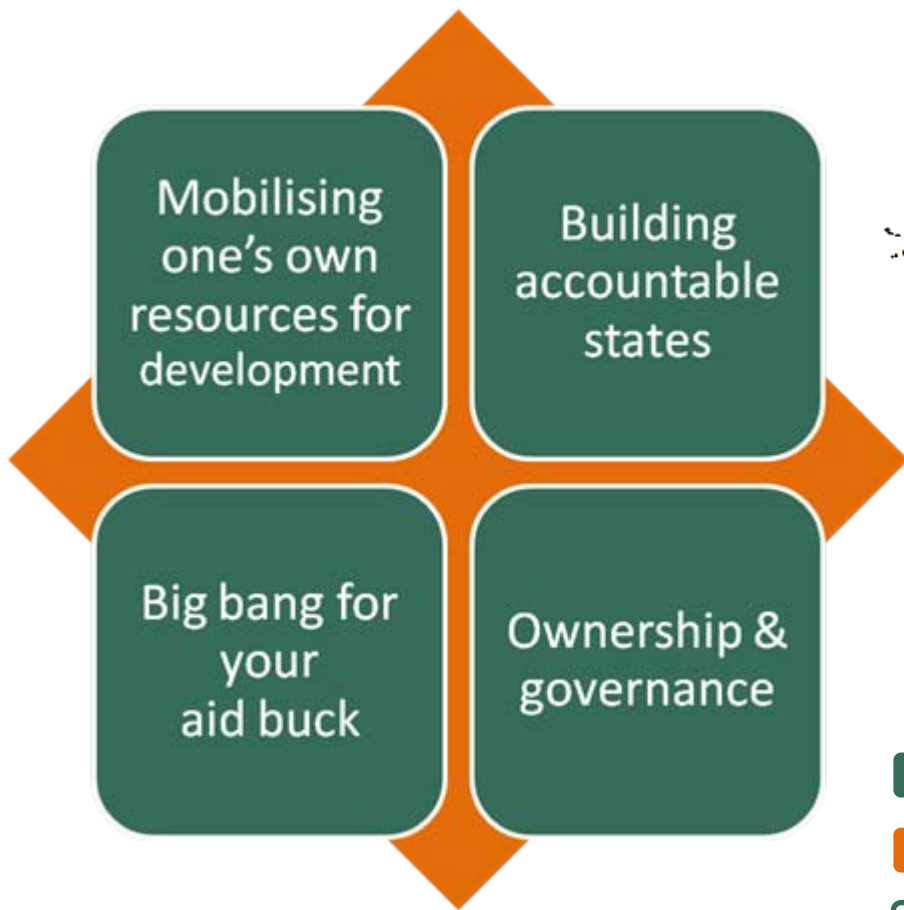 Mobilising
one's own
resources for
development
Building
accountable
states
Big bang for
your
aid buck
Ownership &
governance